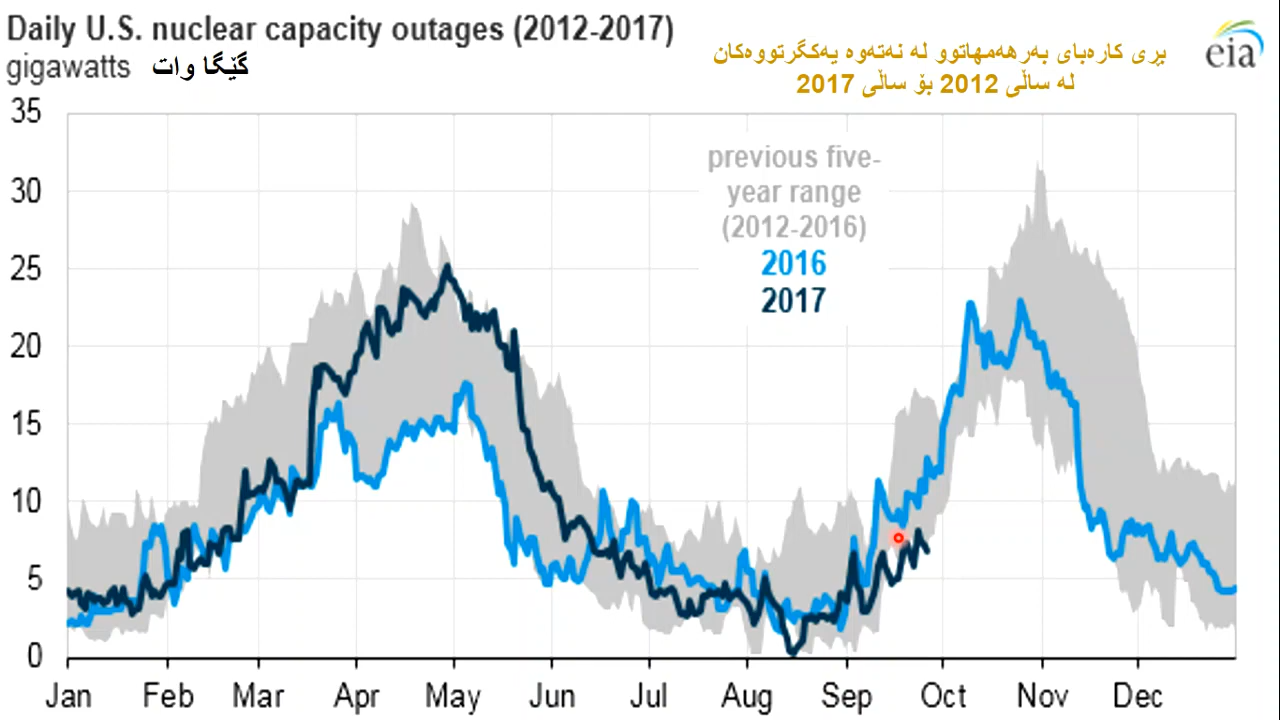 Daily U.S. nuclear capacity outages (2012-2017)
gigawatts گێگا وات
بڕی کارەبای بەرهەمهاتوو لە نەتەوە یەکگرتووەکان
لە ساڵی 2012 بۆ ساڵی 2017
eia
35
30
25
20
15
10
5
0
previous five-
year range
(2012-2016)
2016
2017
Jan Feb Mar Apr May Jun Jul Aug Sep Oct Nov Dec